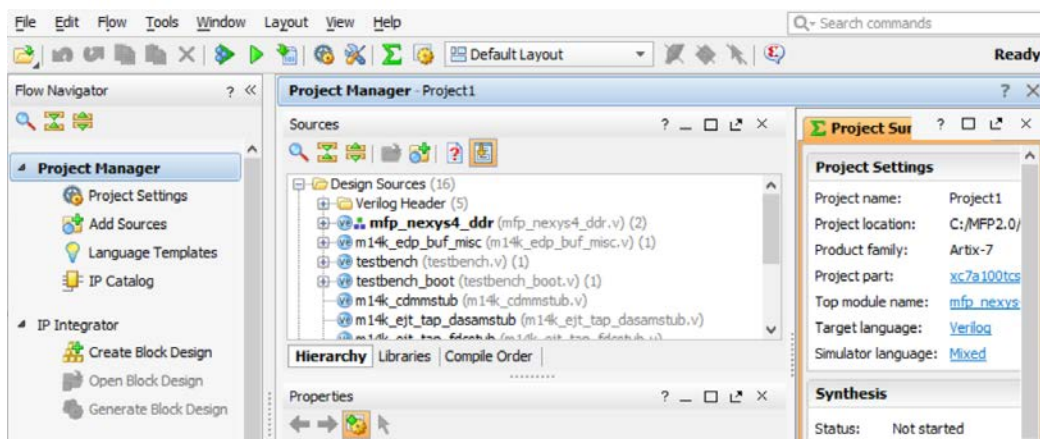 File Edit Flow Tools Window Layout View Help
Search commands
Default Layout
Ready
Flow Navigator
Project Manager
Project Settings
Add Sources
Language Templates
IP Catalog
IP Integrator
Create Block Design
Open Block Design
Generate Block Design
Project Manager - Project1
Sources
Design Sources (16)
Verilog Header (5)
mfp_nexys4_ddr (mfp_nexys4_ddr.v) (2)
m14k_edp_buf_misc (m14k_edp_buf_misc.v) (1)
testbench (testbench.v) (1)
testbench_boot (testbench_boot.v) (1)
m14k_cdmmstub (m14k_cdmmstub.v)
m14k_ejt_tap_dasamstub (m14k_ejt_tap_dasamstub.v)
Hierarchy Libraries Compile Order
Properties
Σ Project Sur
Project Settings
Project name: Project1
Project location: C:/MFP2.0/
Product family: Artix-7
Project part: xc7a100tcs
Top module name: mfp_nexys
Target language: Verilog
Simulator language: Mixed
Synthesis
Status: Not started